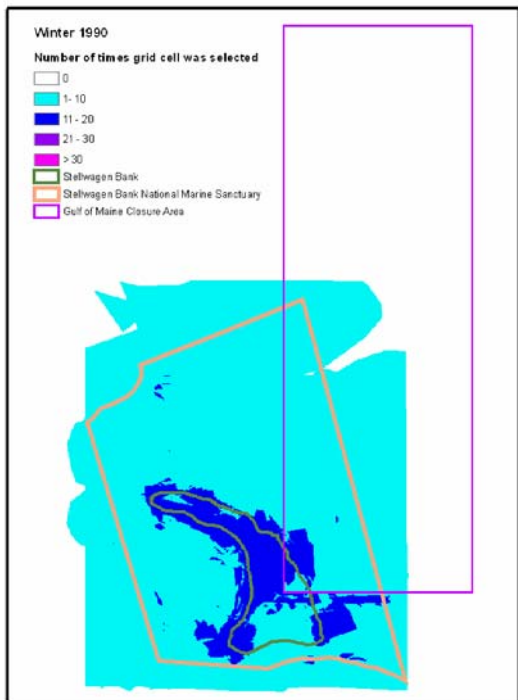 Winter 1990
Number of times grid cell was selected
0
1- 10
11 - 20
21 - 30
> 30
Stellwagen Bank
Stellwagen Bank National Marine Sanctuary
Gulf of Maine Closure Area